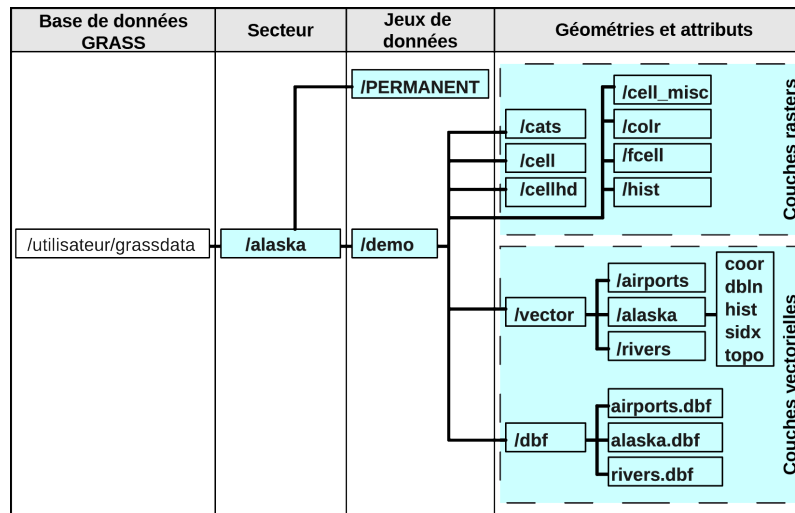 Base de données
GRASS
Secteur
Jeux de
données
Géométries et attributs
/utilisateur/grassdata
/alaska
/PERMANENT
/demo
/cats
/cell
/cellhd
/cell_misc
/colr
/fcell
/hist
Couches rasters
/vector
/airports
/alaska
/rivers
coor
dbln
hist
sidx
topo
/dbf
airports.dbf
alaska.dbf
rivers.dbf
Couches vectorielles